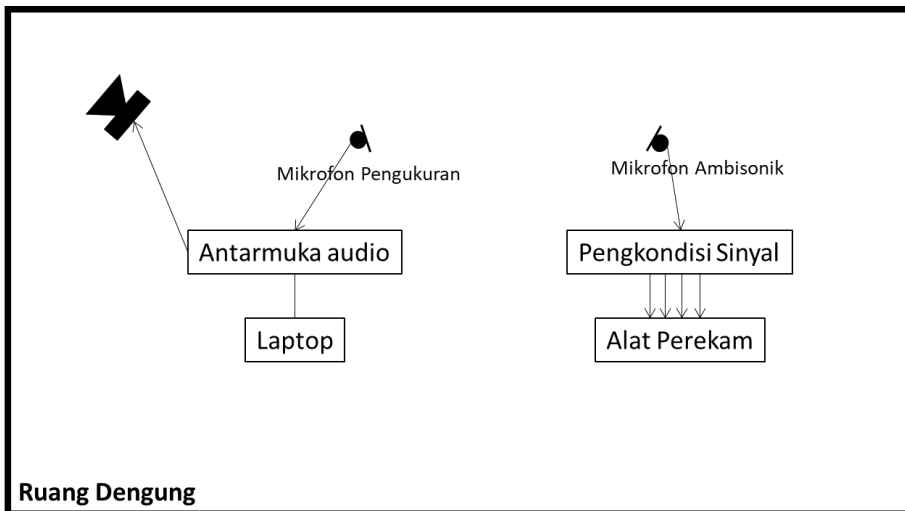 Mikrofon Pengukuran
Mikrofon Ambisonik
Antarmuka audio
Pengkondisi Sinyal
Laptop
Alat Perekam
Ruang Dengung